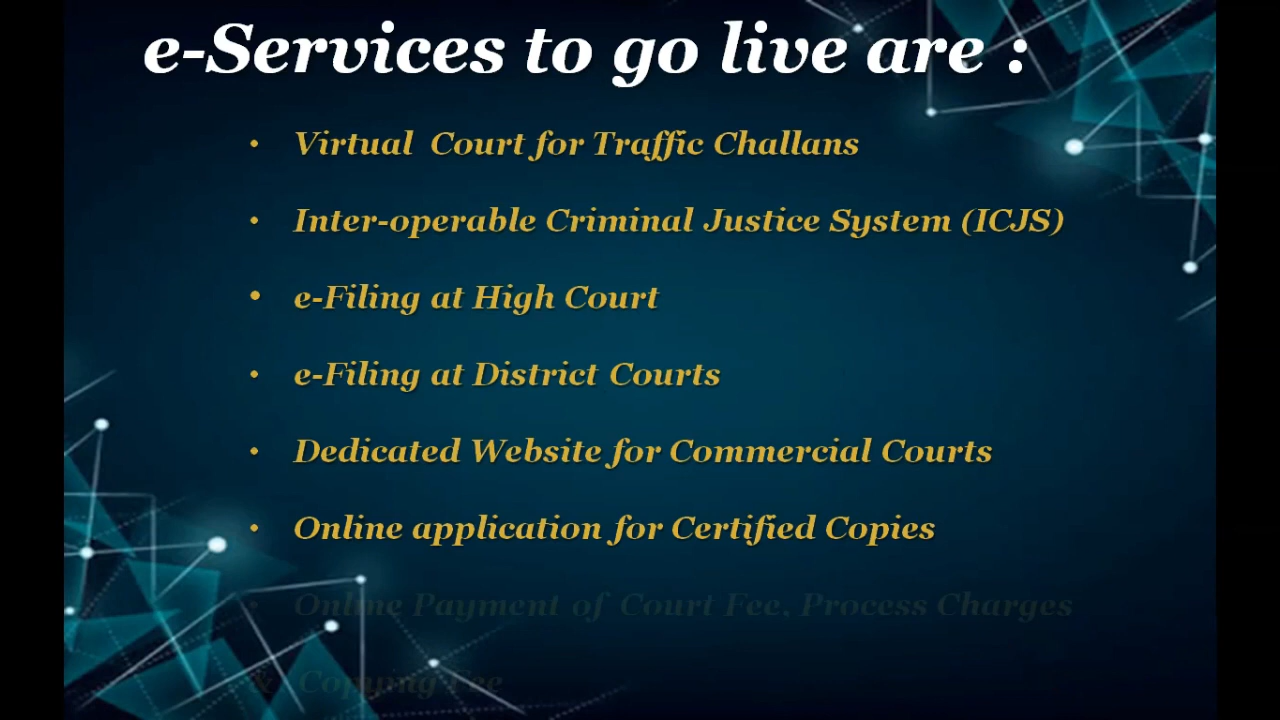 e-Services to go live are :
• Virtual Court for Traffic Challans
• Inter-operable Criminal Justice System (ICJS)
• e-Filing at High Court
• e-Filing at District Courts
• Dedicated Website for Commercial Courts
• Online application for Certified Copies
• Online Payment of Court Fee, Process Charges
& Copying Fee